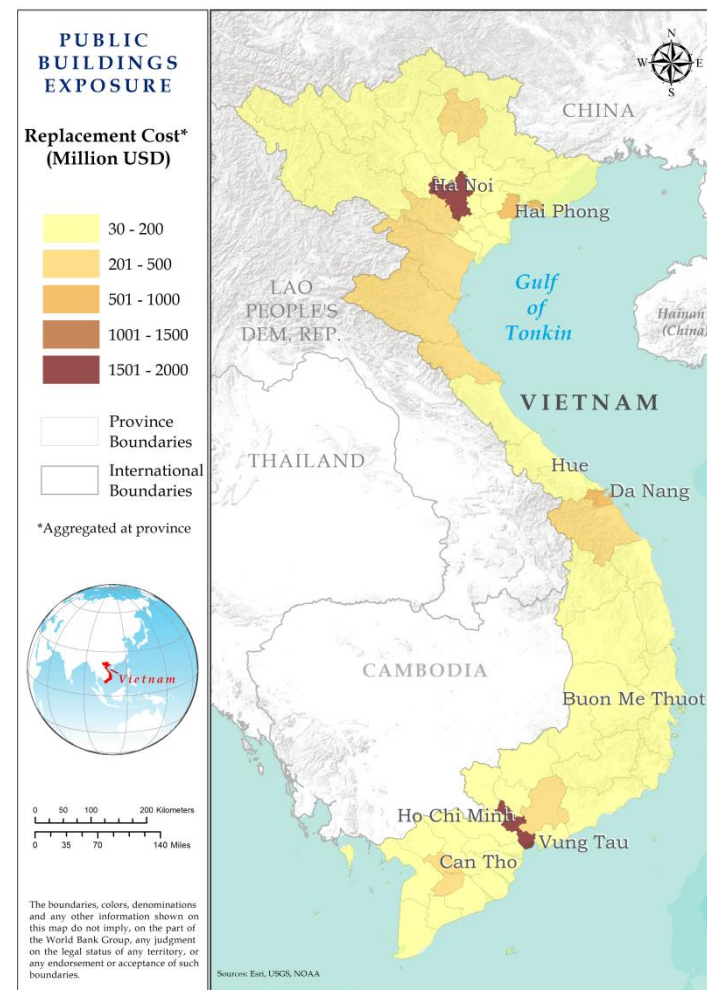 PUBLIC
BUILDINGS
EXPOSURE
Replacement Cost*
(Million USD)
30 - 200
201 - 500
501 - 1000
1001 - 1500
1501 - 2000
Province
Boundaries
International
Boundaries
*Aggregated at province
Vietnam
0 50 100 200 Kilometers
0 35 70 140 Miles
The boundaries, colors, denominations
and any other information shown on
this map do not imply, on the part of
the World Bank Group, any judgment
on the legal status of any territory, or
any endorsement or acceptance of such
boundaries.
N
W E
S
CHINA
Ha Noi
Hai Phong
LAO
PEOPLE'S
DEM. REP.
Gulf
of
Tonkin
Hainan
(China)
VIETNAM
THAILAND
Hue
Da Nang
CAMBODIA
Buon Me Thuot
Ho Chi Minh
Vung Tau
Can Tho
Sources: Esri, USGS, NOAA